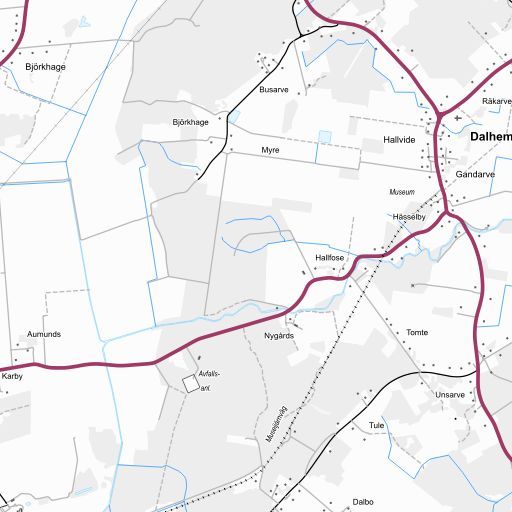 Björkhage
Busarve
Räkarve
Björkhage
Dalhem
Hallvide
Myre
Gandarve
Museum
Hässelby
Hallfose
Aumunds
Nygårds
Tomte
Karby
Avfalls-
anl.
Unsarve
Museijärnväg
Tule
Dalbo